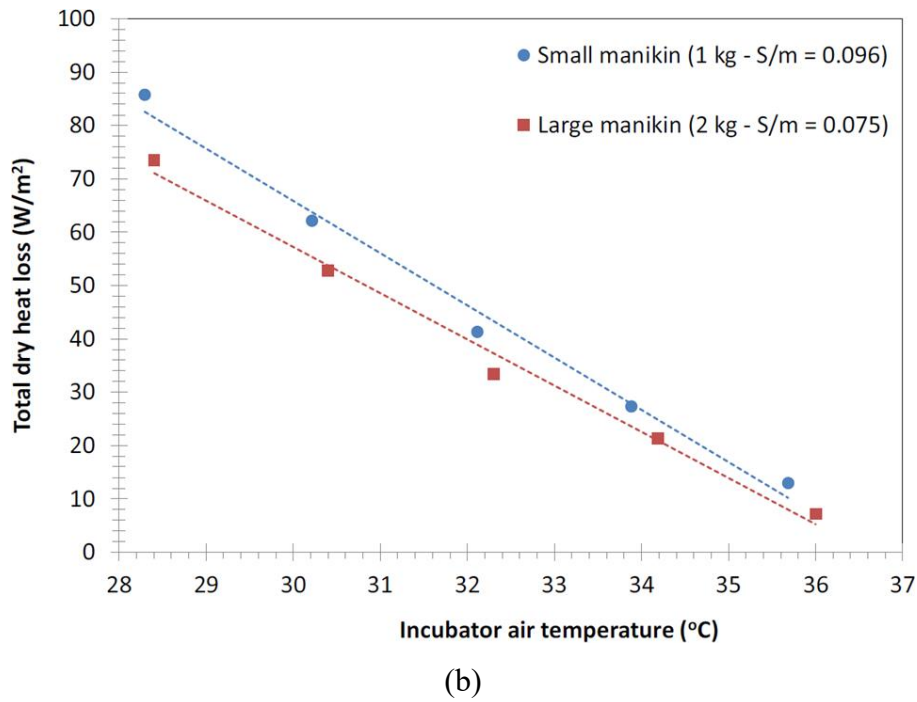 100
90
80
70
60
50
40
30
20
10
0
Total dry heat loss (W/m²)
Small manikin (1 kg - S/m = 0.096)
Large manikin (2 kg - S/m = 0.075)
28 29 30 31 32 33 34 35 36 37
Incubator air temperature (ºC)
(b)